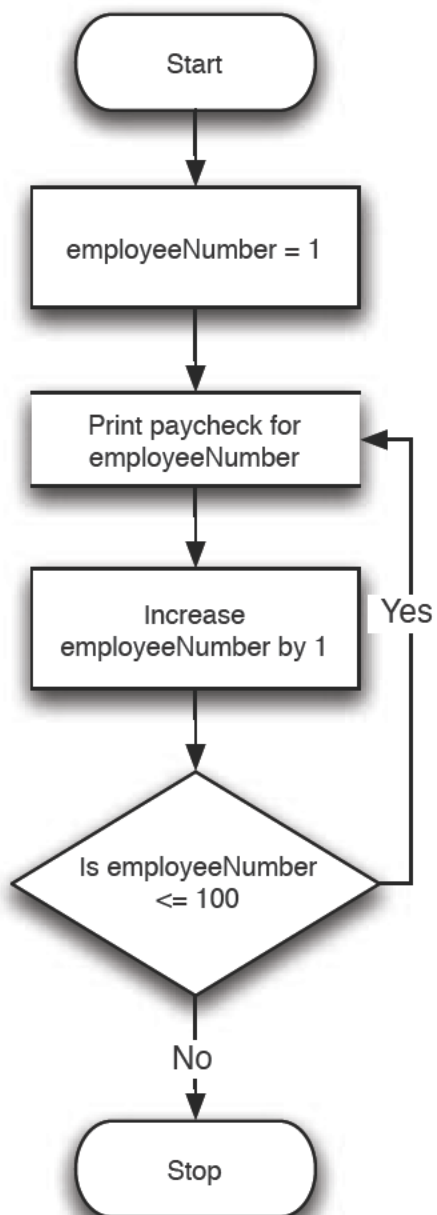 Start
employeeNumber = 1
Print paycheck for
employeeNumber
Increase
employeeNumber by 1
Yes
Is employeeNumber
<= 100
No
Stop